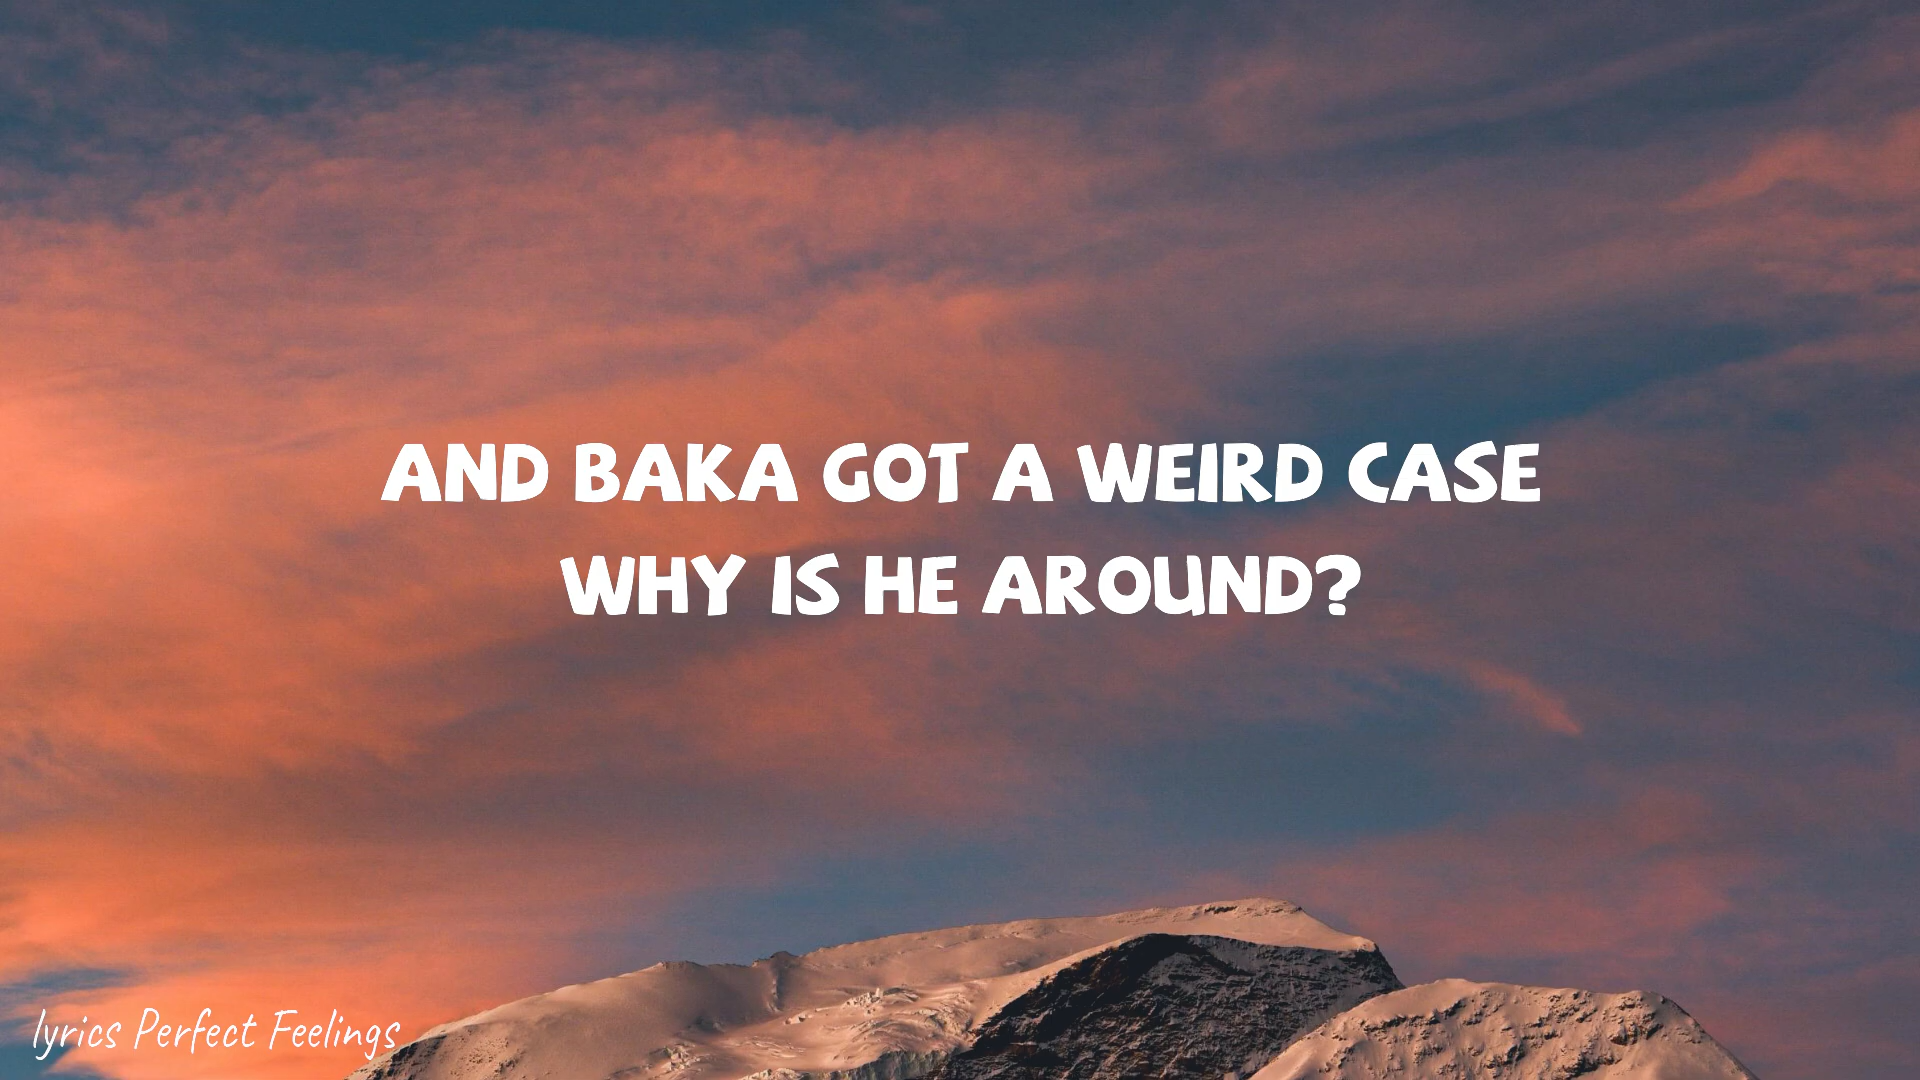 AND BAKA GOT A WEIRD CASE
WHY IS HE AROUND?
lyrics Perfect Feelings